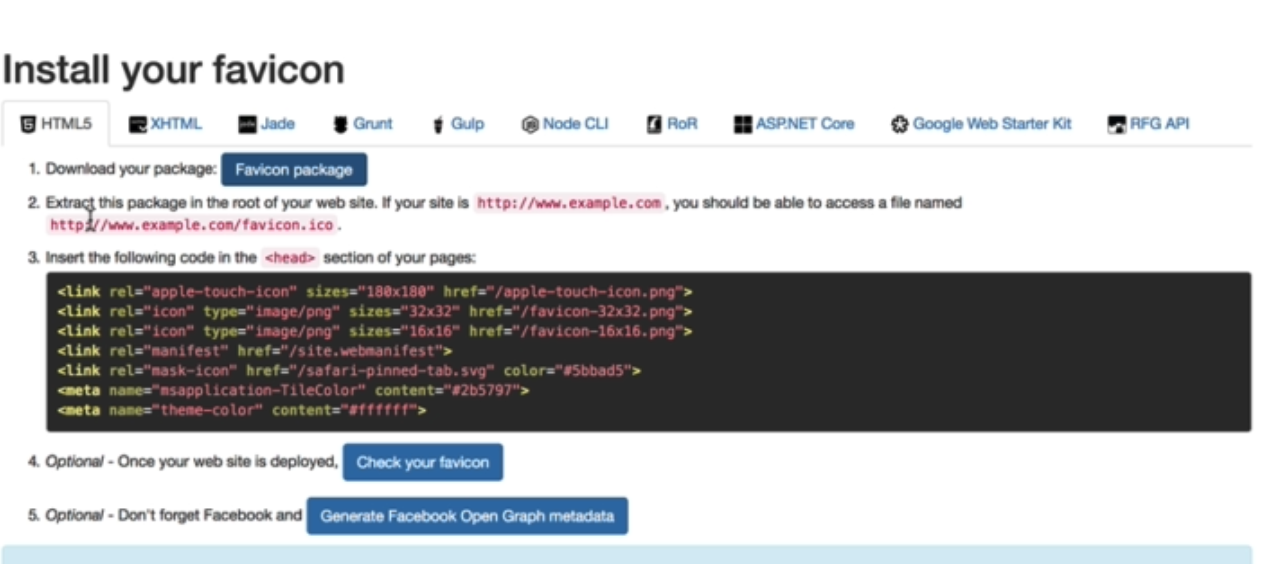 Install your favicon
HTML5 XHTML Jade Grunt Gulp Node CLI RoR ASP.NET Core Google Web Starter Kit RFG API
1. Download your package: Favicon package
2. Extract this package in the root of your web site. If your site is http://www.example.com, you should be able to access a file named
http://www.example.com/favicon.ico.
3. Insert the following code in the <head> section of your pages:
<link rel="apple-touch-icon" sizes="180x180" href="/apple-touch-icon.png">
<link rel="icon" type="image/png" sizes="32x32" href="/favicon-32x32.png">
<link rel="icon" type="image/png" sizes="16x16" href="/favicon-16x16.png">
<link rel="manifest" href="/site.webmanifest">
<link rel="mask-icon" href="/safari-pinned-tab.svg" color="#5bbad5">
<meta name="msapplication-TileColor" content="#2b5797">
<meta name="theme-color" content="#ffffff">
4. Optional - Once your web site is deployed, Check your favicon
5. Optional - Don't forget Facebook and Generate Facebook Open Graph metadata